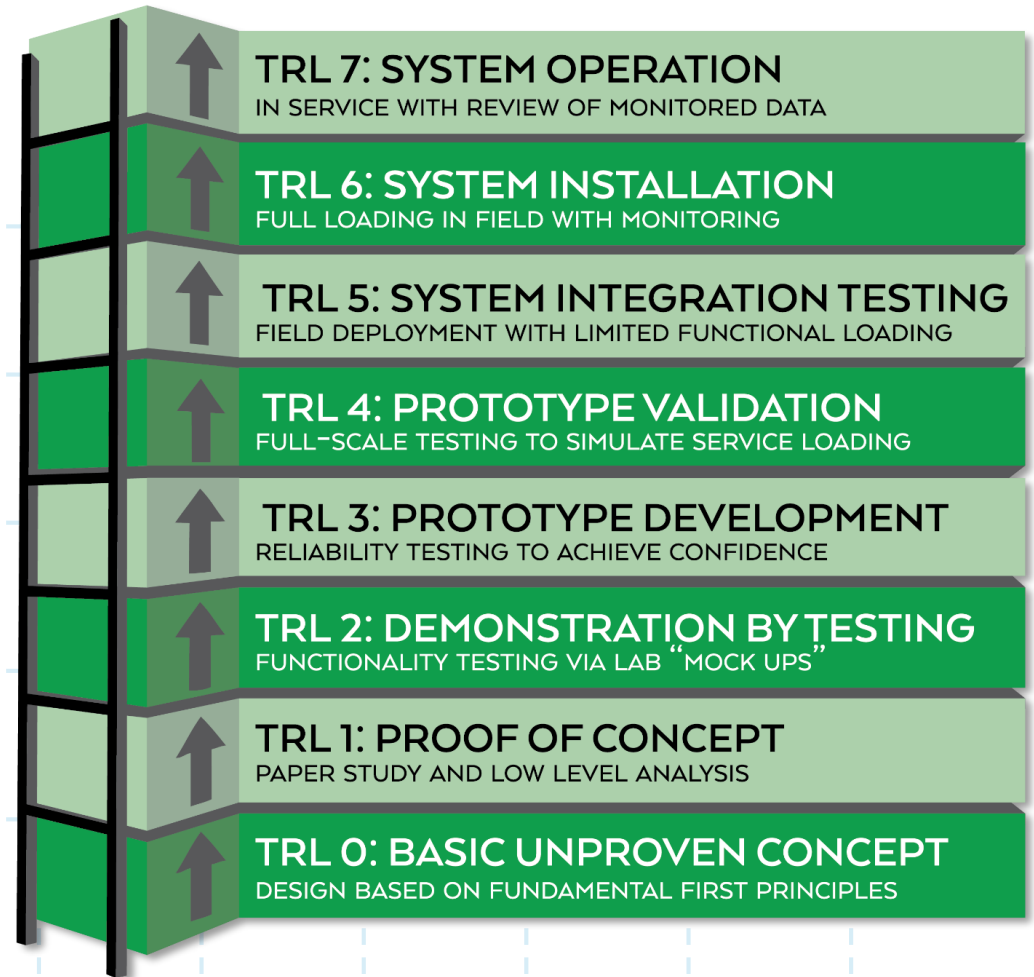 TRL 7: SYSTEM OPERATION
IN SERVICE WITH REVIEW OF MONITORED DATA
TRL 6: SYSTEM INSTALLATION
FULL LOADING IN FIELD WITH MONITORING
TRL 5: SYSTEM INTEGRATION TESTING
FIELD DEPLOYMENT WITH LIMITED FUNCTIONAL LOADING
TRL 4: PROTOTYPE VALIDATION
FULL-SCALE TESTING TO SIMULATE SERVICE LOADING
TRL 3: PROTOTYPE DEVELOPMENT
RELIABILITY TESTING TO ACHIEVE CONFIDENCE
TRL 2: DEMONSTRATION BY TESTING
FUNCTIONALITY TESTING VIA LAB “MOCK UPS”
TRL 1: PROOF OF CONCEPT
PAPER STUDY AND LOW LEVEL ANALYSIS
TRL 0: BASIC UNPROVEN CONCEPT
DESIGN BASED ON FUNDAMENTAL FIRST PRINCIPLES